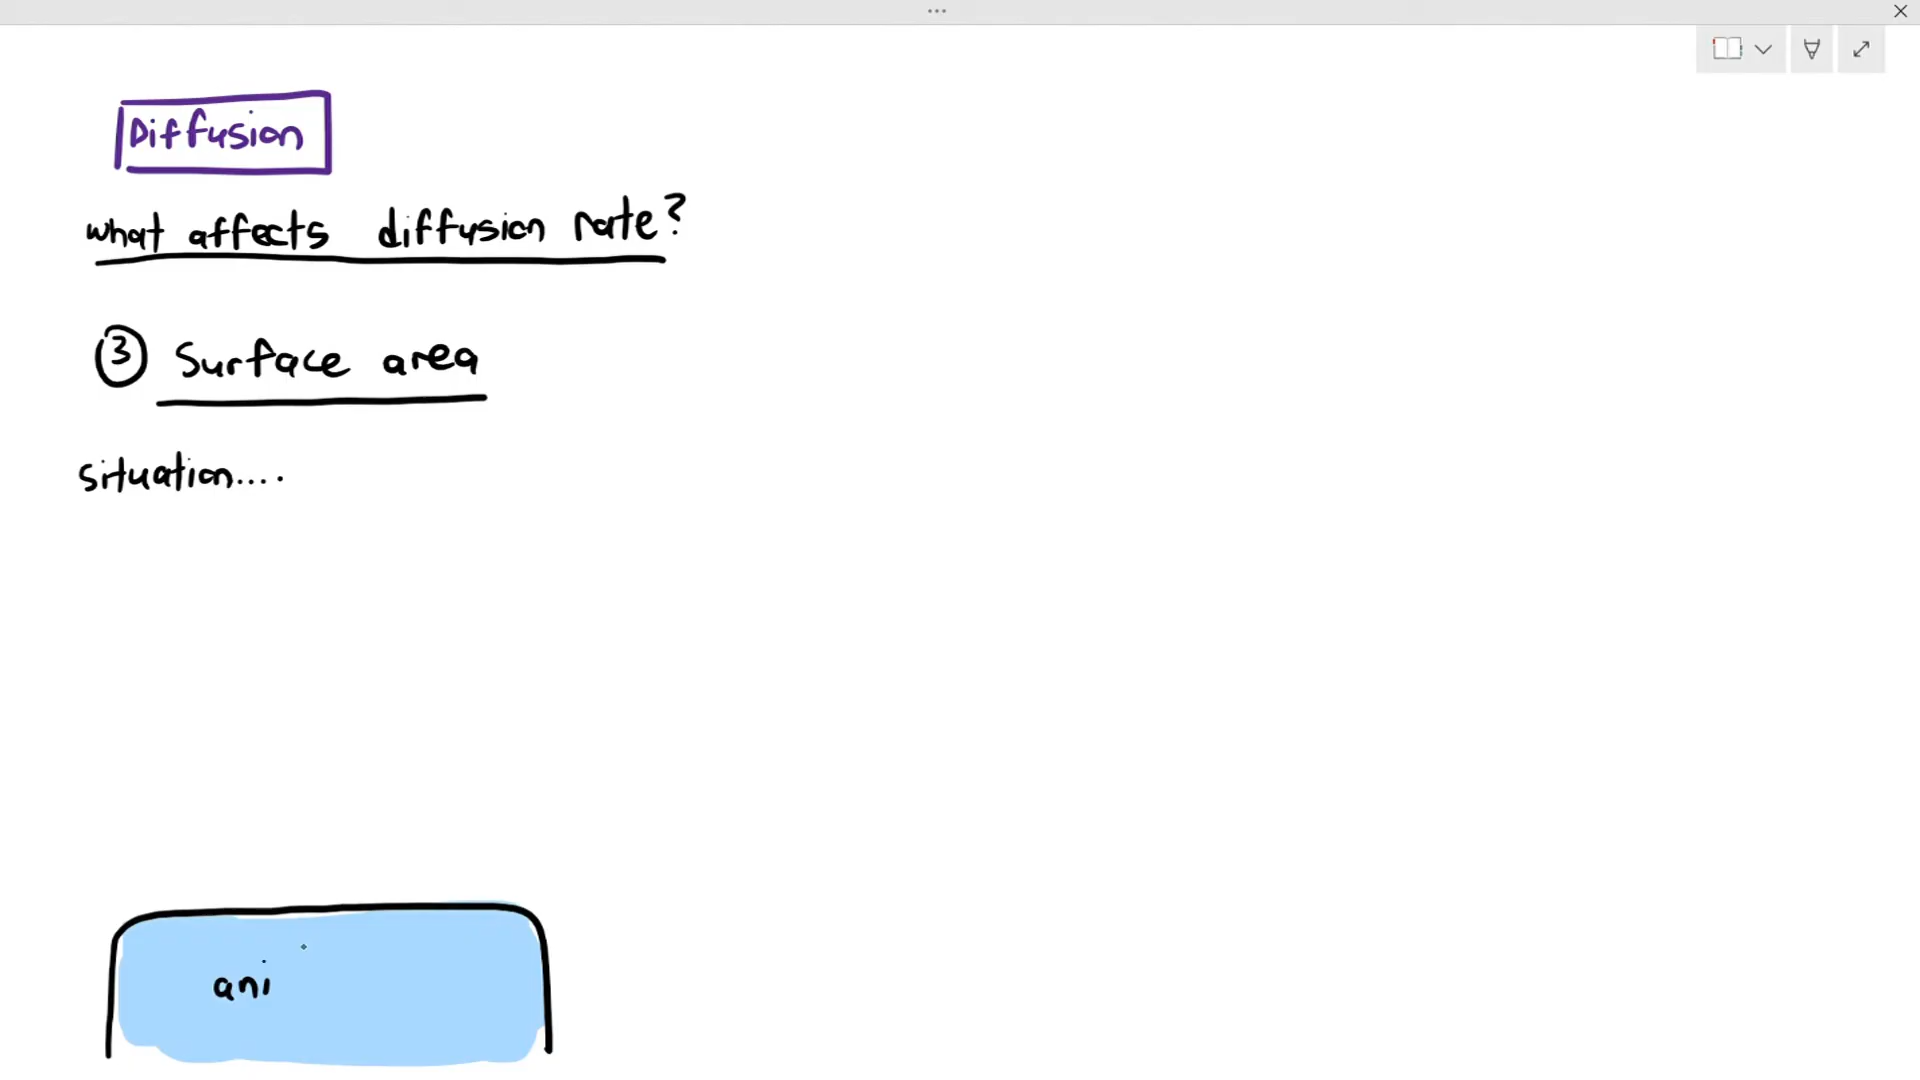 Diffusion
what affects diffusion rate?
3 Surface area
situation....
ani